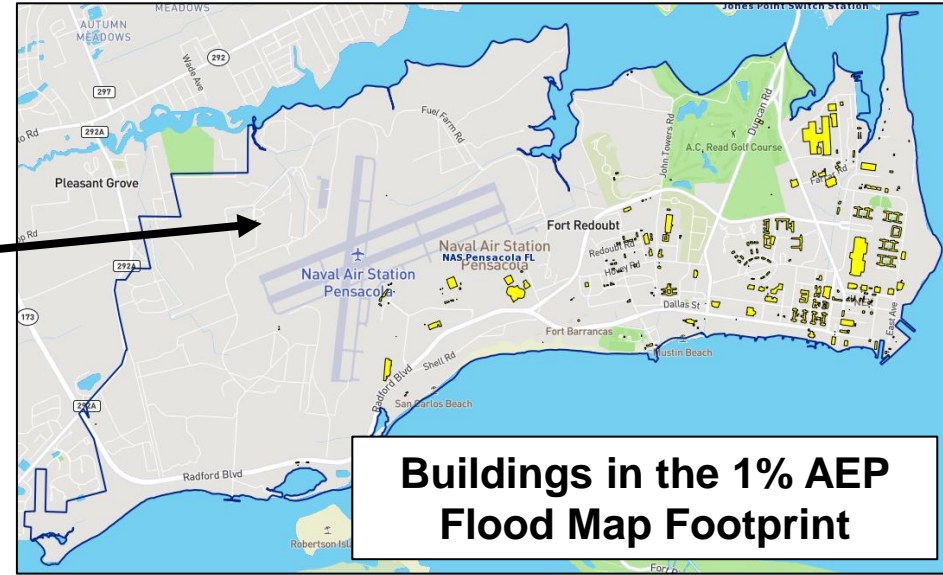 MEADOWS
Jones Point Switch Station
AUTUMN
MEADOWS
Wade Ave
292
297
292A
Fuel Farm Rd
John Towers Rd
Duncan Rd
A.C. Read Golf Course
Pleasant Grove
Farrar Rd
Fort Redoubt
Redoubt Rd
Naval Air Station
Pensacola
NAS Pensacola FL
Hovey Rd
292A
Naval Air Station
Pensacola
Dallas St
NEX
East Ave
173
Fort Barrancas
Mustin Beach
Shell Rd
Radford Blvd
San Carlos Beach
292A
Radford Blvd
Buildings in the 1% AEP
Flood Map Footprint
Robertson Isl